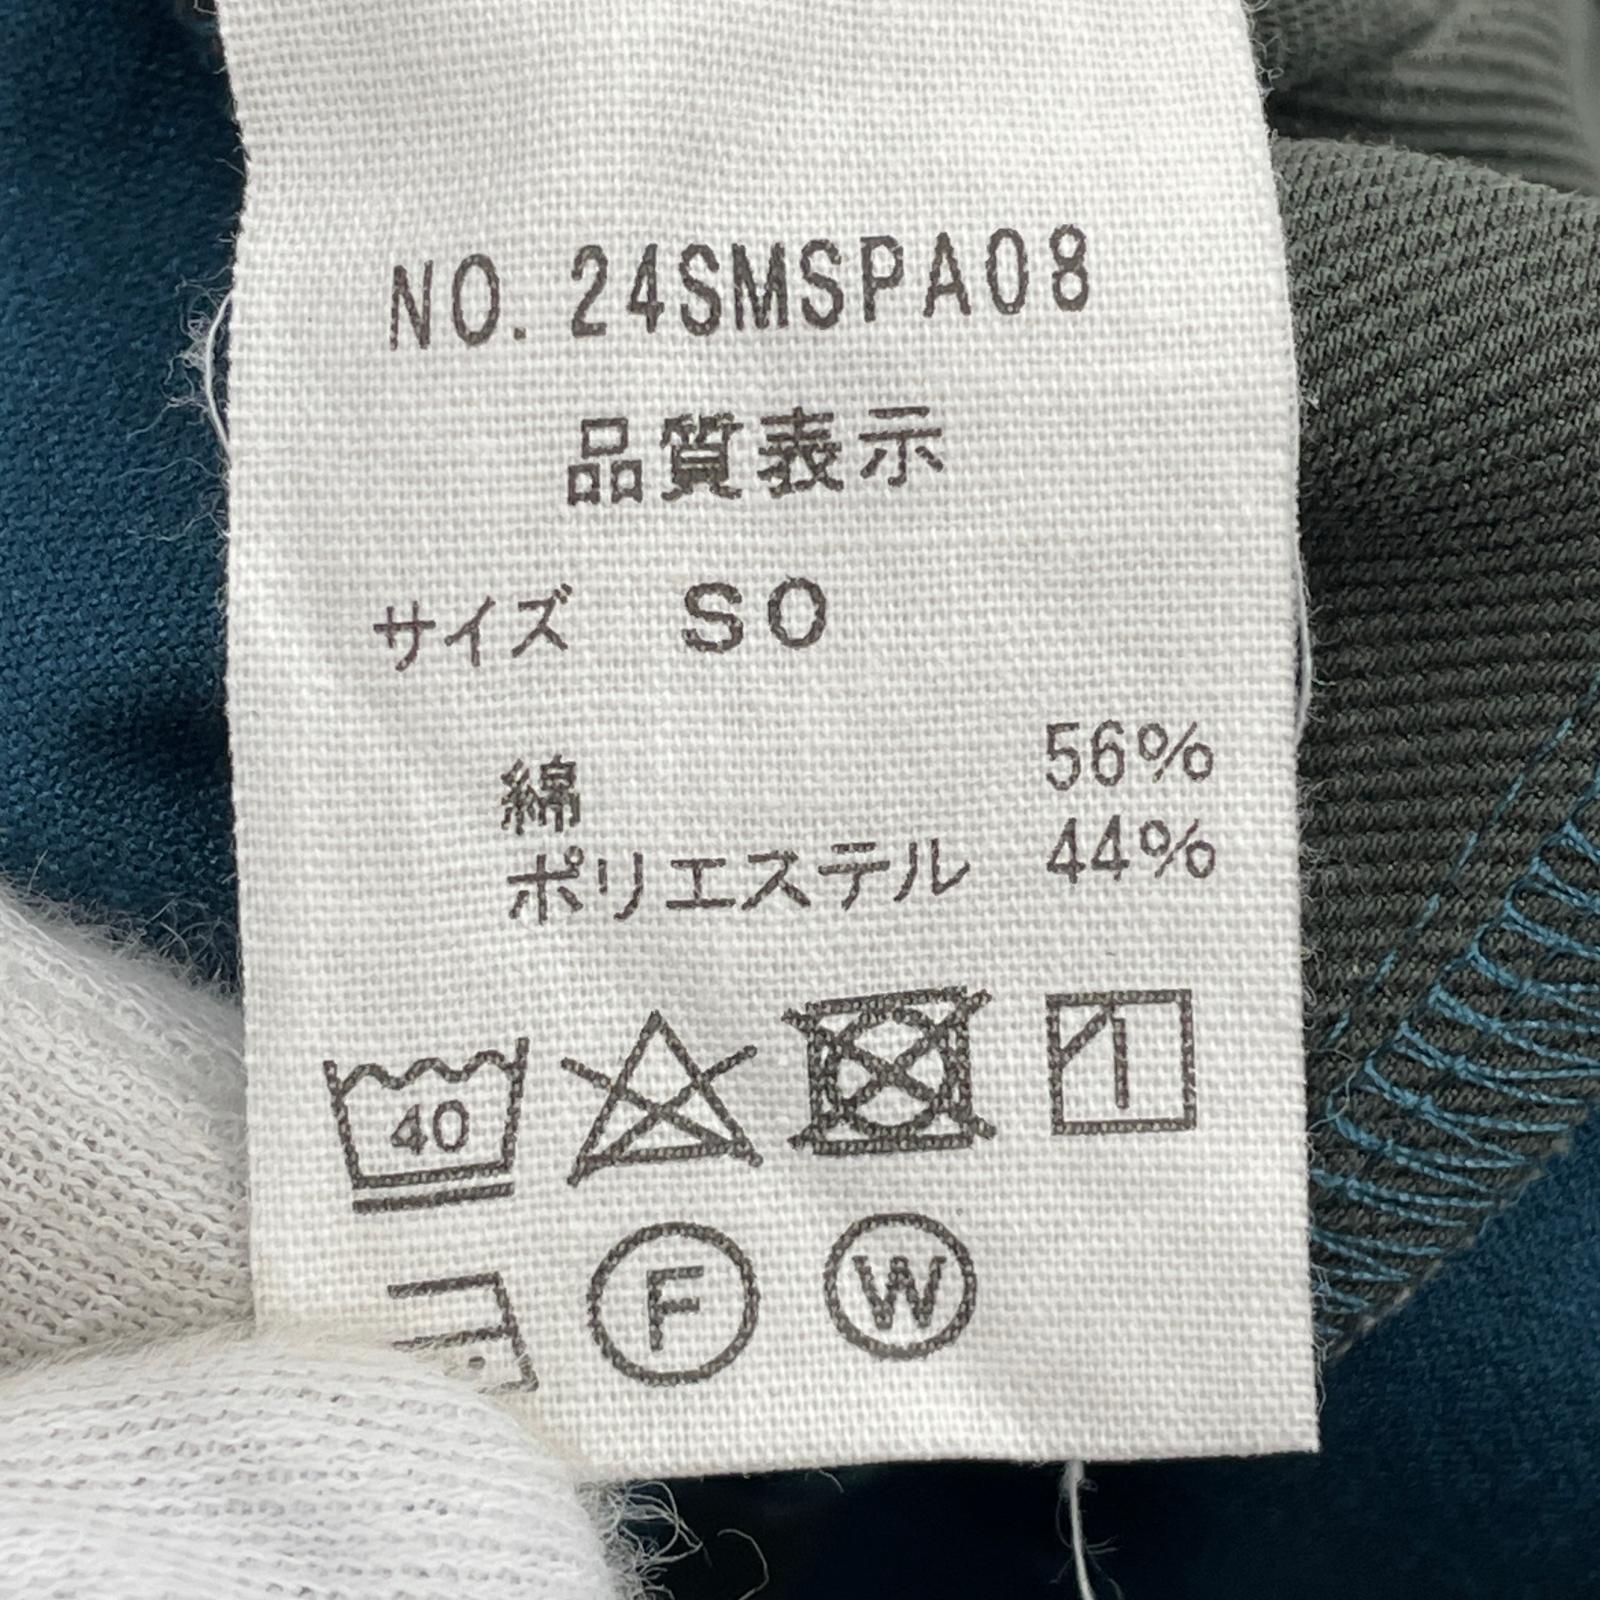 NO. 24SMSPA08
品質表示
サイズ SO
綿 56%
ポリエステル 44%
40
F W